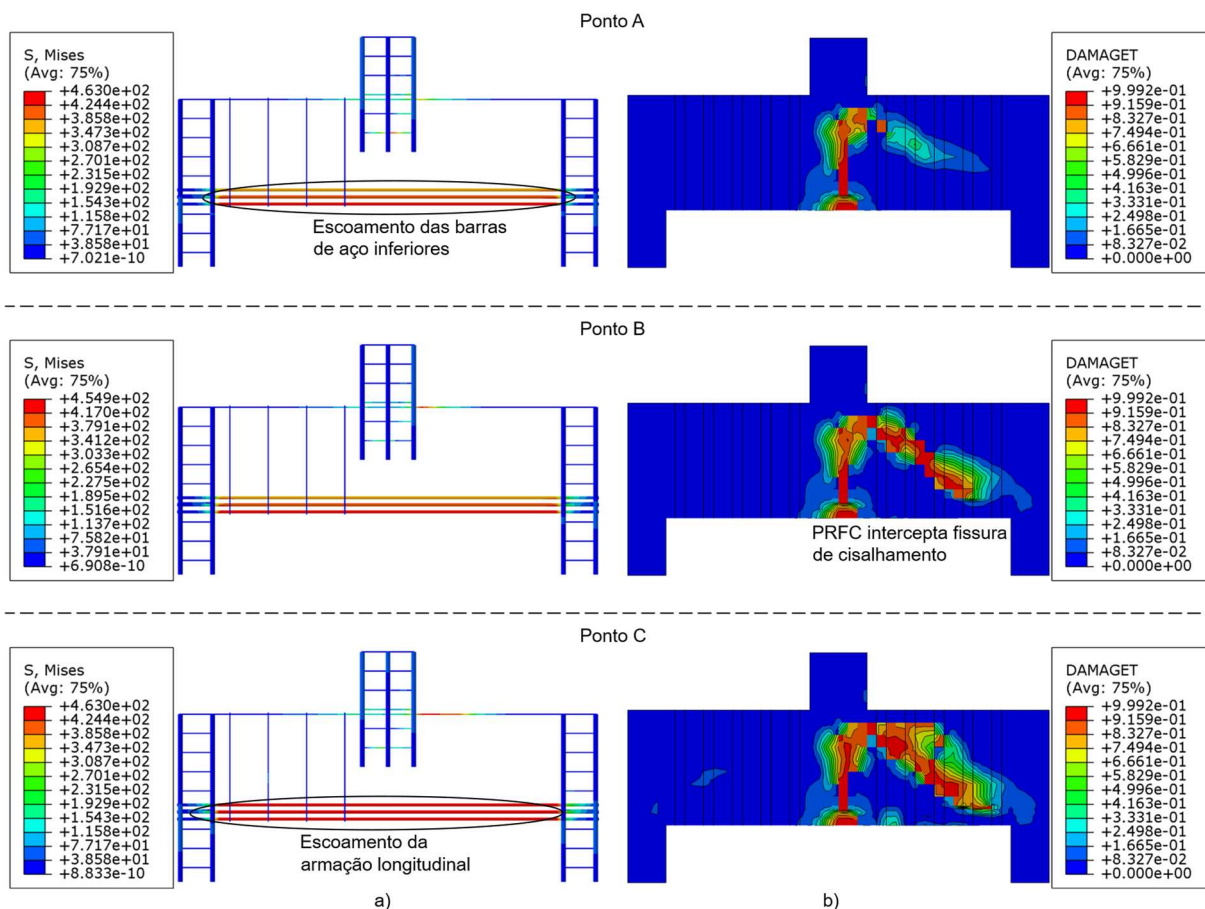 Ponto A
S, Mises
(Avg: 75%)
+4.630e+02
+4.244e+02
+3.858e+02
+3.473e+02
+3.087e+02
+2.701e+02
+2.315e+02
+1.929e+02
+1.543e+02
+1.158e+02
+7.717e+01
+3.858e+01
+7.021e-10
Escoamento das barras
de aço inferiores
DAMAGET
(Avg: 75%)
+9.992e-01
+9.159e-01
+8.327e-01
+7.494e-01
+6.661e-01
+5.829e-01
+4.996e-01
+4.163e-01
+3.331e-01
+2.498e-01
+1.665e-01
+8.327e-02
+0.000e+00
Ponto B
S, Mises
(Avg: 75%)
+4.549e+02
+4.170e+02
+3.791e+02
+3.412e+02
+3.033e+02
+2.654e+02
+2.275e+02
+1.895e+02
+1.516e+02
+1.137e+02
+7.582e+01
+3.791e+01
+6.908e-10
PRFC intercepta fissura
de cisalhamento
DAMAGET
(Avg: 75%)
+9.992e-01
+9.159e-01
+8.327e-01
+7.494e-01
+6.661e-01
+5.829e-01
+4.996e-01
+4.163e-01
+3.331e-01
+2.498e-01
+1.665e-01
+8.327e-02
+0.000e+00
Ponto C
S, Mises
(Avg: 75%)
+4.630e+02
+4.244e+02
+3.858e+02
+3.473e+02
+3.087e+02
+2.701e+02
+2.315e+02
+1.929e+02
+1.543e+02
+1.158e+02
+7.717e+01
+3.858e+01
+8.833e-10
Escoamento da
armação longitudinal
DAMAGET
(Avg: 75%)
+9.992e-01
+9.159e-01
+8.327e-01
+7.494e-01
+6.661e-01
+5.829e-01
+4.996e-01
+4.163e-01
+3.331e-01
+2.498e-01
+1.665e-01
+8.327e-02
+0.000e+00
a)
b)